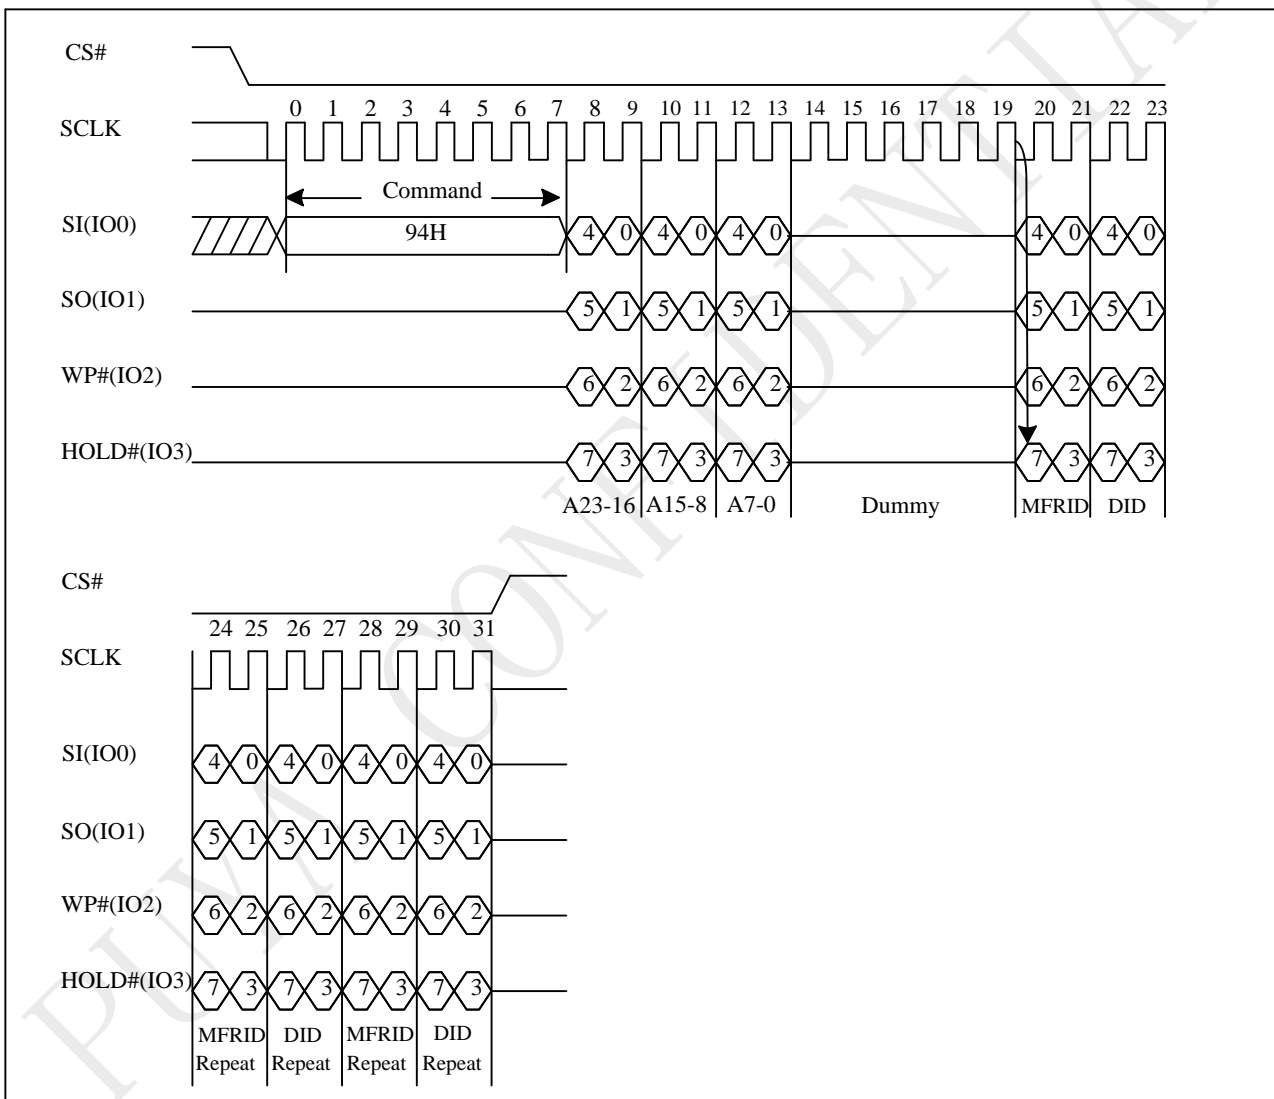 CS#
0 1 2 3 4 5 6 7 8 9 10 11 12 13 14 15 16 17 18 19 20 21 22 23
SCLK
Command
SI(IO0) 94H 4 0 4 0 4 0 4 0 4 0
SO(IO1) 5 1 5 1 5 1 5 1 5 1
WP#(IO2) 6 2 6 2 6 2 6 2 6 2
HOLD#(IO3) 7 3 7 3 7 3 7 3 7 3
A23-16 A15-8 A7-0 Dummy MFRID DID
CS#
24 25 26 27 28 29 30 31
SCLK
SI(IO0) 4 0 4 0 4 0 4 0
SO(IO1) 5 1 5 1 5 1 5 1
WP#(IO2) 6 2 6 2 6 2 6 2
HOLD#(IO3) 7 3 7 3 7 3 7 3
MFRID DID MFRID DID
Repeat Repeat Repeat Repeat
PUYA CONFIDENTIA